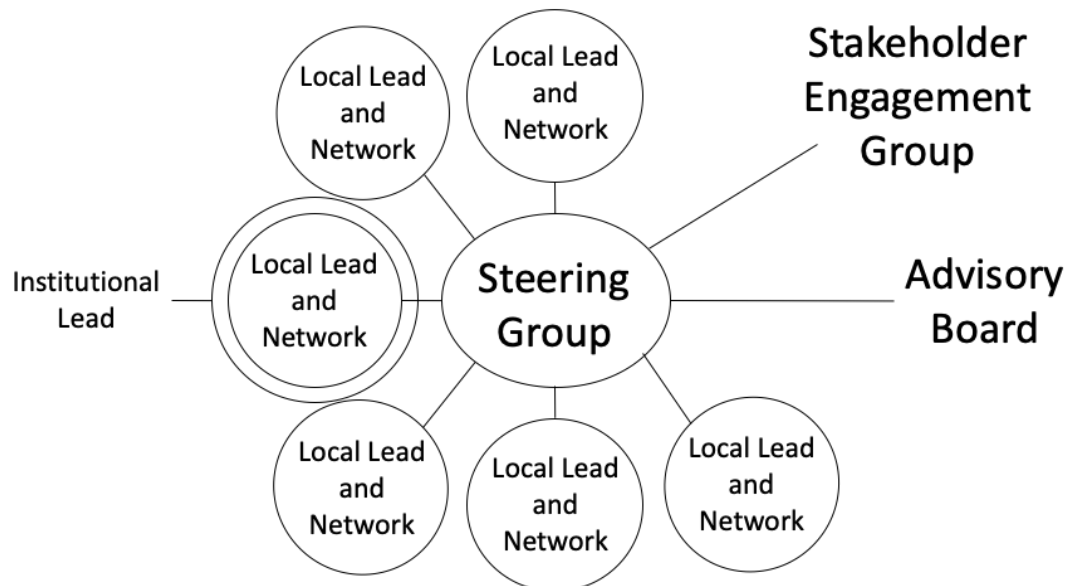 Local Lead
and
Network
Local Lead
and
Network
Stakeholder
Engagement
Group
Institutional
Lead
Local Lead
and
Network
Steering
Group
Advisory
Board
Local Lead
and
Network
Local Lead
and
Network
Local Lead
and
Network